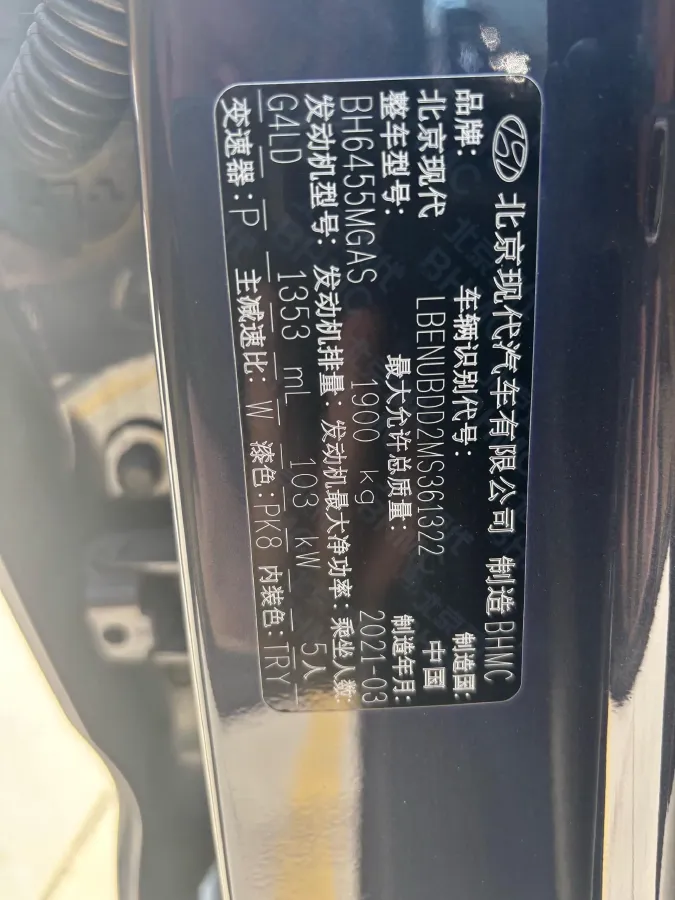 北京现代汽车有限公司 制造 BHMC
品牌: 车辆识别代号: 制造国:
北京现代 LBENUBDD2MS361322 中国
整车型号: 最大允许总质量: 制造年月:
BH6455MGAS 1900 kg 2021-03
发动机型号: 发动机排量: 发动机最大净功率: 乘坐人数:
G4LD 1353 mL 103 kW 5人
变速器: P 主减速比: W 漆色: PK8 内装色: TRY